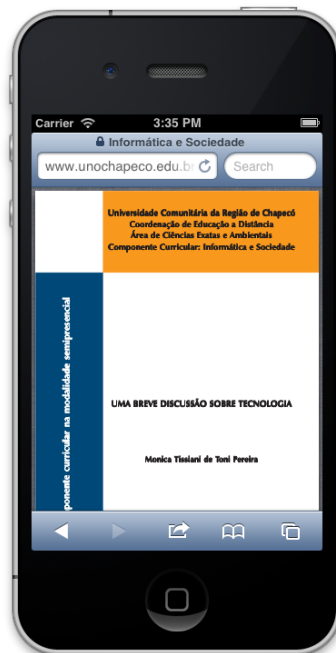 Carrier 3:35 PM
Informática e Sociedade
www.unochapeco.edu.br Search
Universidade Comunitária da Região de Chapecó
Coordenação de Educação a Distância
Área de Ciências Exatas e Ambientais
Componente Curricular: Informática e Sociedade
ponente curricular na modalidade semipresencial
UMA BREVE DISCUSSÃO SOBRE TECNOLOGIA
Monica Tissiani de Toni Pereira